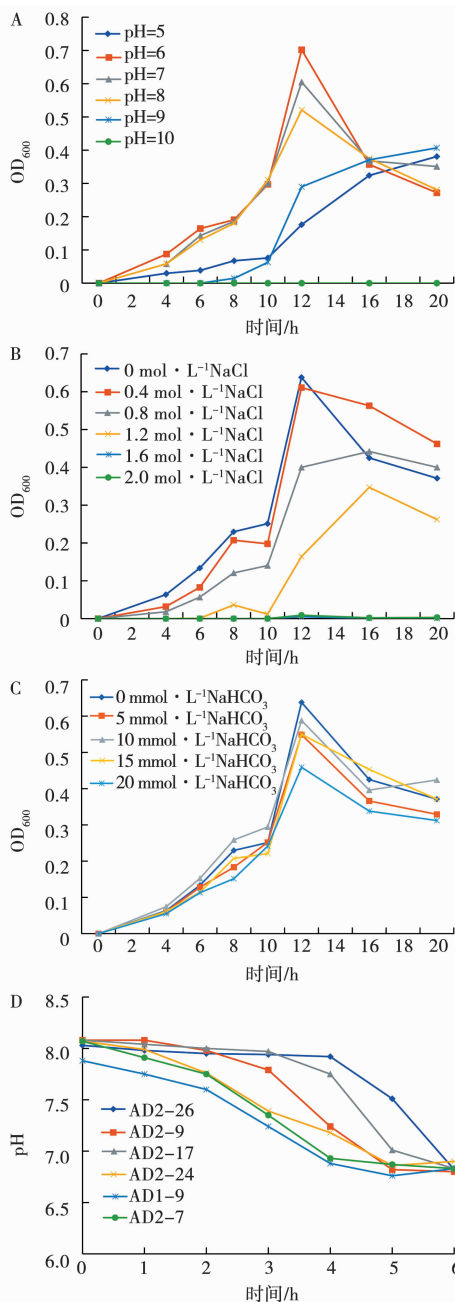 A
0.8
0.7
0.6
0.5
0.4
0.3
0.2
0.1
0
OD₆₀₀
pH=5
pH=6
pH=7
pH=8
pH=9
pH=10
0 2 4 6 8 10 12 14 16 18 20
时间/h
B
0.7
0.6
0.5
0.4
0.3
0.2
0.1
0
OD₆₀₀
0 mol·L⁻¹NaCl
0.4 mol·L⁻¹NaCl
0.8 mol·L⁻¹NaCl
1.2 mol·L⁻¹NaCl
1.6 mol·L⁻¹NaCl
2.0 mol·L⁻¹NaCl
0 2 4 6 8 10 12 14 16 18 20
时间/h
C
0.7
0.6
0.5
0.4
0.3
0.2
0.1
0
OD₆₀₀
0 mmol·L⁻¹NaHCO₃
5 mmol·L⁻¹NaHCO₃
10 mmol·L⁻¹NaHCO₃
15 mmol·L⁻¹NaHCO₃
20 mmol·L⁻¹NaHCO₃
0 2 4 6 8 10 12 14 16 18 20
时间/h
D
8.5
8.0
7.5
7.0
6.5
6.0
pH
AD2-26
AD2-9
AD2-17
AD2-24
AD1-9
AD2-7
0 1 2 3 4 5 6
时间/h